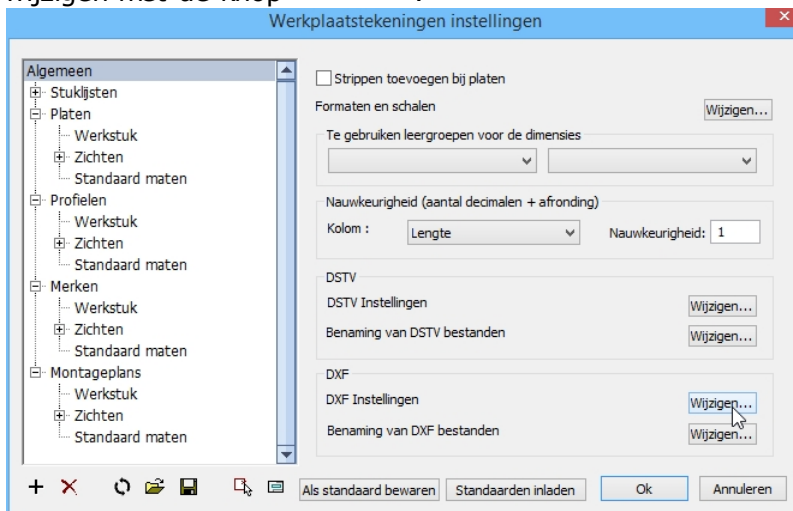 Werkplaatstekeningen instellingen
Algemeen
Stuklijsten
Platen
Werkstuk
Zichten
Standaard maten
Profielen
Werkstuk
Zichten
Standaard maten
Merken
Werkstuk
Zichten
Standaard maten
Montageplans
Werkstuk
Zichten
Standaard maten
Strippen toevoegen bij platen
Formaten en schalen
Wijzigen...
Te gebruiken leergroepen voor de dimensies
Nauwkeurigheid (aantal decimalen + afronding)
Kolom : Lengte Nauwkeurigheid: 1
DSTV
DSTV Instellingen Wijzigen...
Benaming van DSTV bestanden Wijzigen...
DXF
DXF Instellingen Wijzigen...
Benaming van DXF bestanden Wijzigen...
Als standaard bewaren Standaarden inladen Ok Annuleren